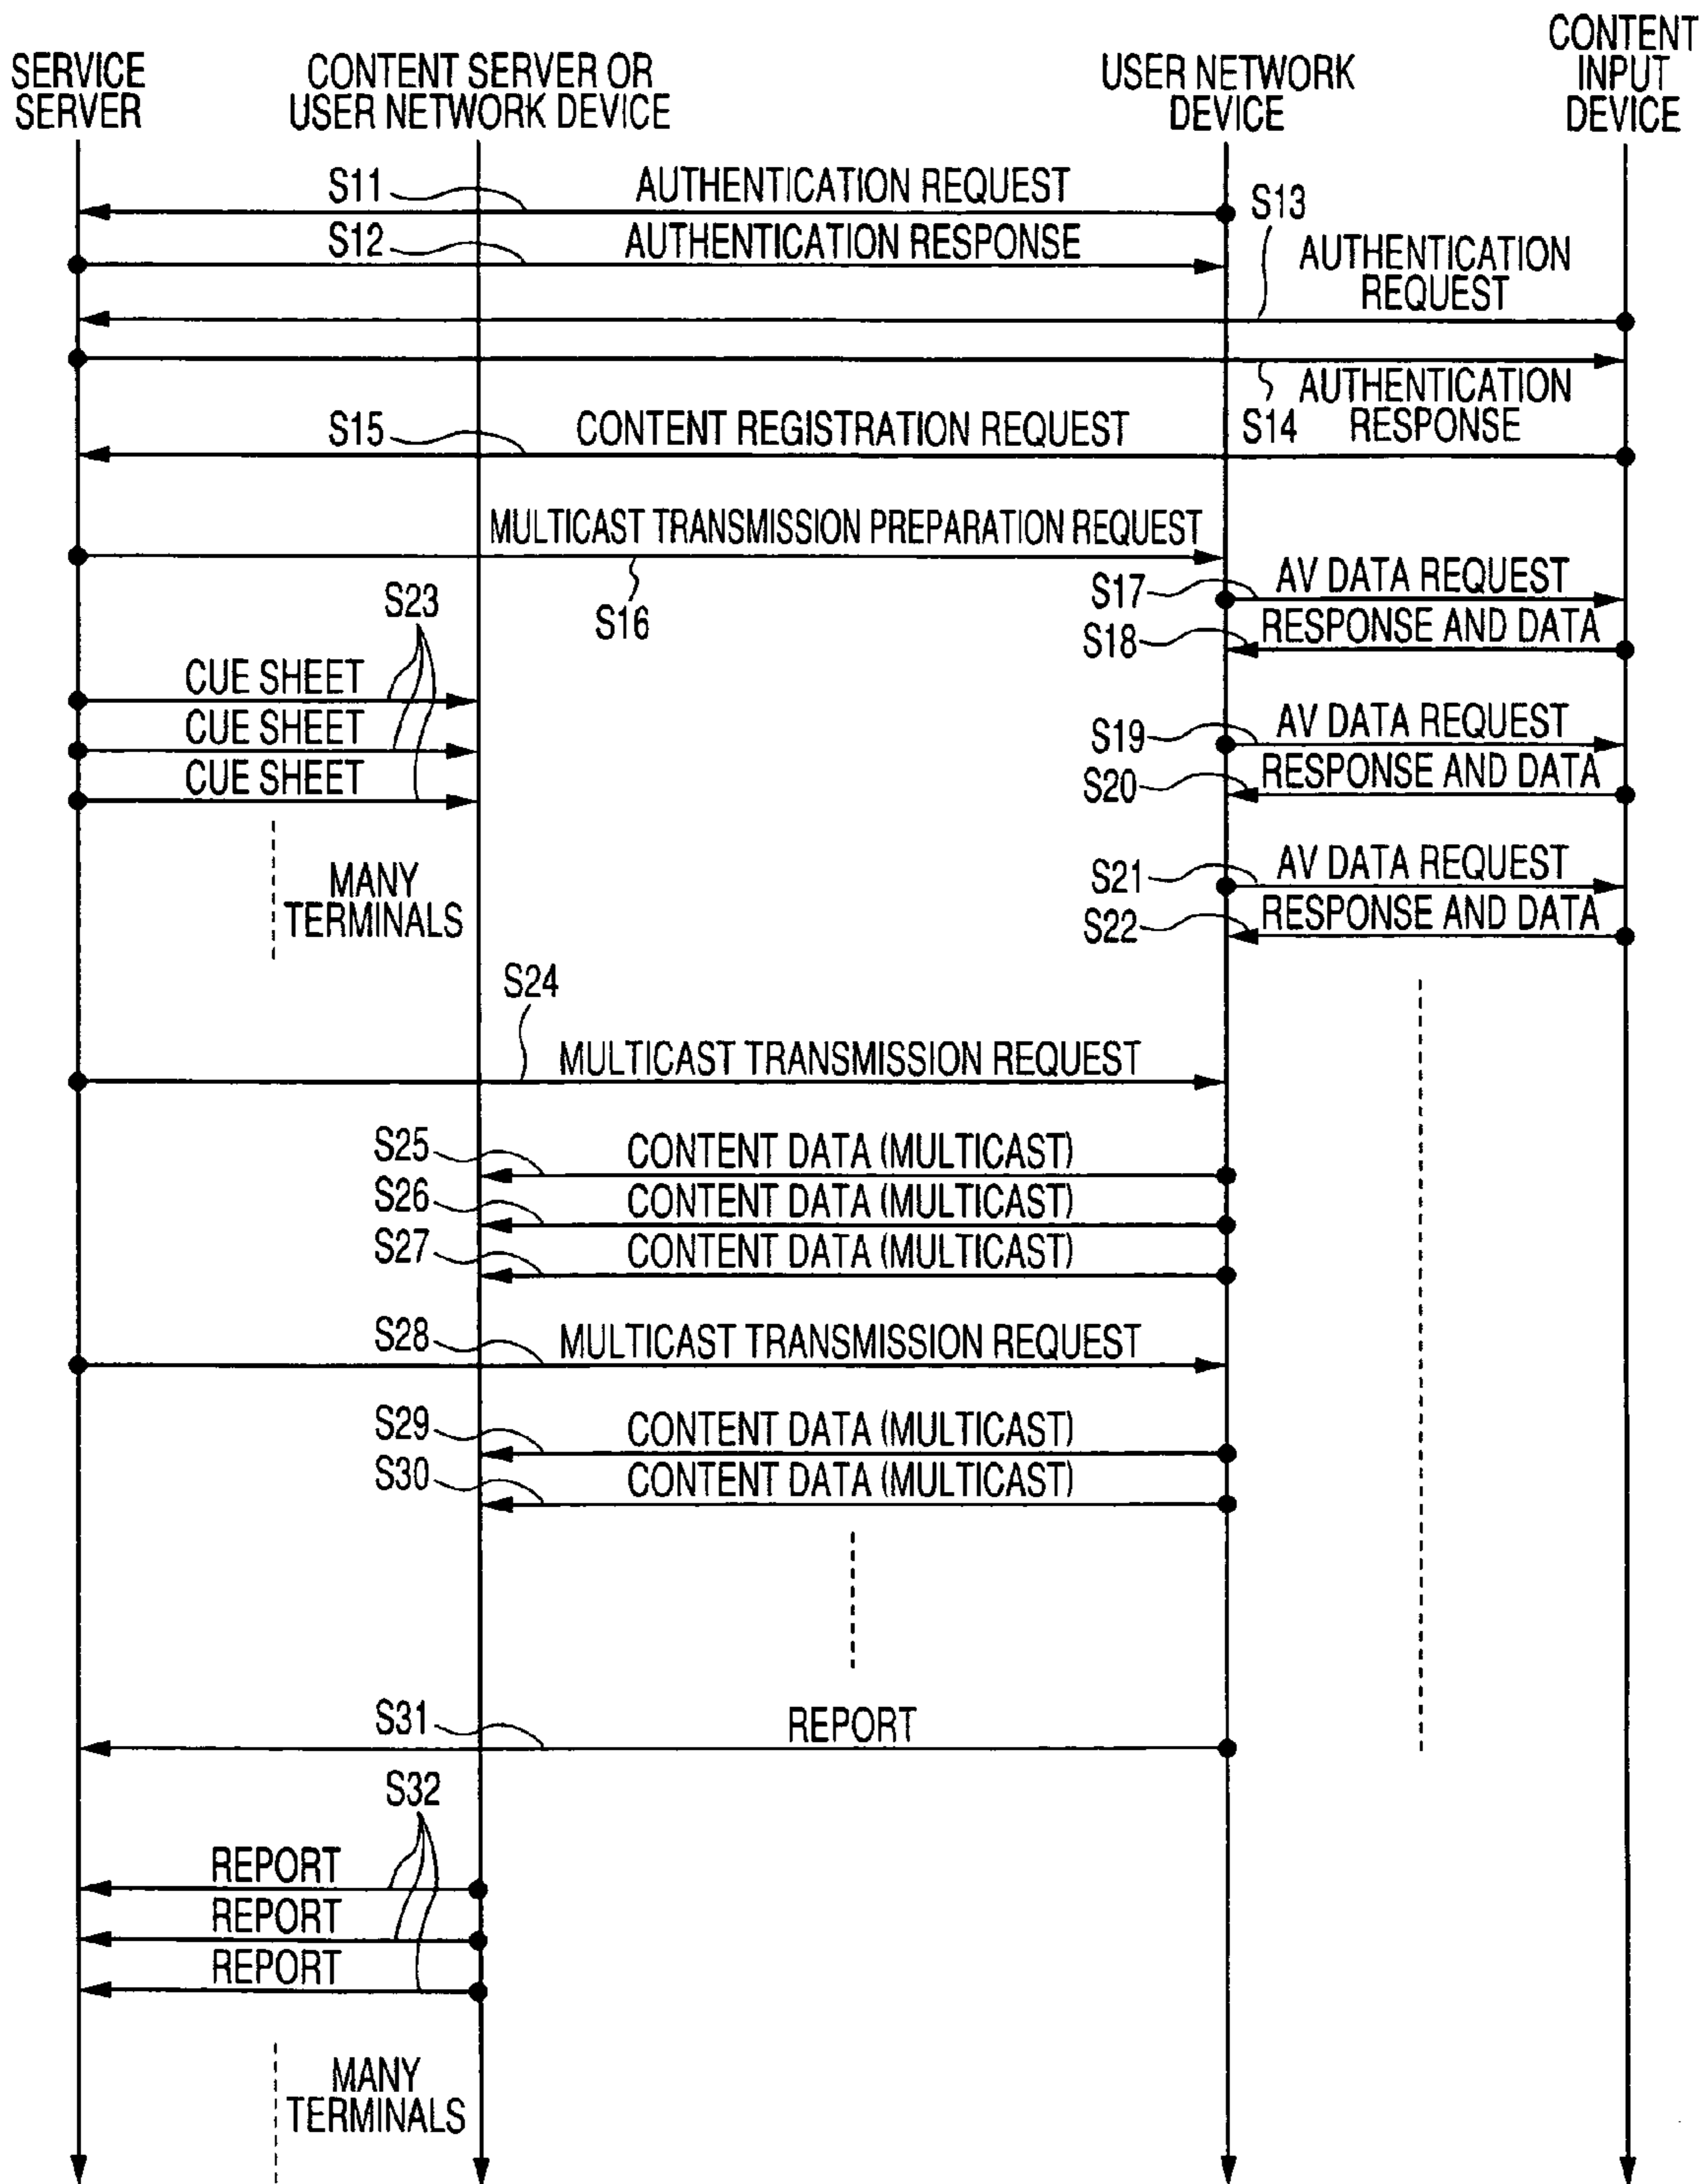 SERVICE
SERVER
CONTENT SERVER OR
USER NETWORK DEVICE
USER NETWORK
DEVICE
CONTENT
INPUT
DEVICE
S11
AUTHENTICATION REQUEST
S13
S12
AUTHENTICATION RESPONSE
AUTHENTICATION
REQUEST
S14
AUTHENTICATION
RESPONSE
S15
CONTENT REGISTRATION REQUEST
MULTICAST TRANSMISSION PREPARATION REQUEST
S16
S17
AV DATA REQUEST
S18
RESPONSE AND DATA
S23
CUE SHEET
CUE SHEET
CUE SHEET
S19
AV DATA REQUEST
S20
RESPONSE AND DATA
MANY
TERMINALS
S21
AV DATA REQUEST
S22
RESPONSE AND DATA
S24
MULTICAST TRANSMISSION REQUEST
S25
CONTENT DATA (MULTICAST)
S26
CONTENT DATA (MULTICAST)
S27
CONTENT DATA (MULTICAST)
S28
MULTICAST TRANSMISSION REQUEST
S29
CONTENT DATA (MULTICAST)
S30
CONTENT DATA (MULTICAST)
S31
REPORT
S32
REPORT
REPORT
REPORT
MANY
TERMINALS